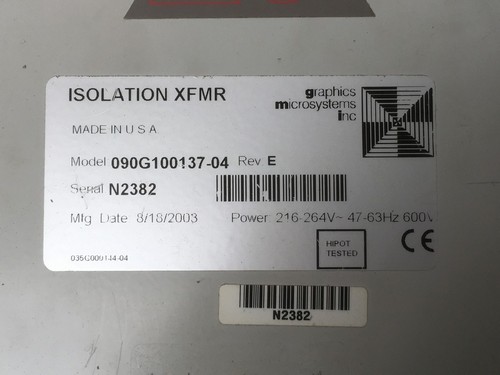 ISOLATION XFMR
graphics
microsystems
inc
MADE IN U S A
Model 090G100137-04 Rev. E
Serial N2382
Mfg Date 8/18/2003 Power 216-264V~ 47-63Hz
HIPOT
TESTED
CE
N2382